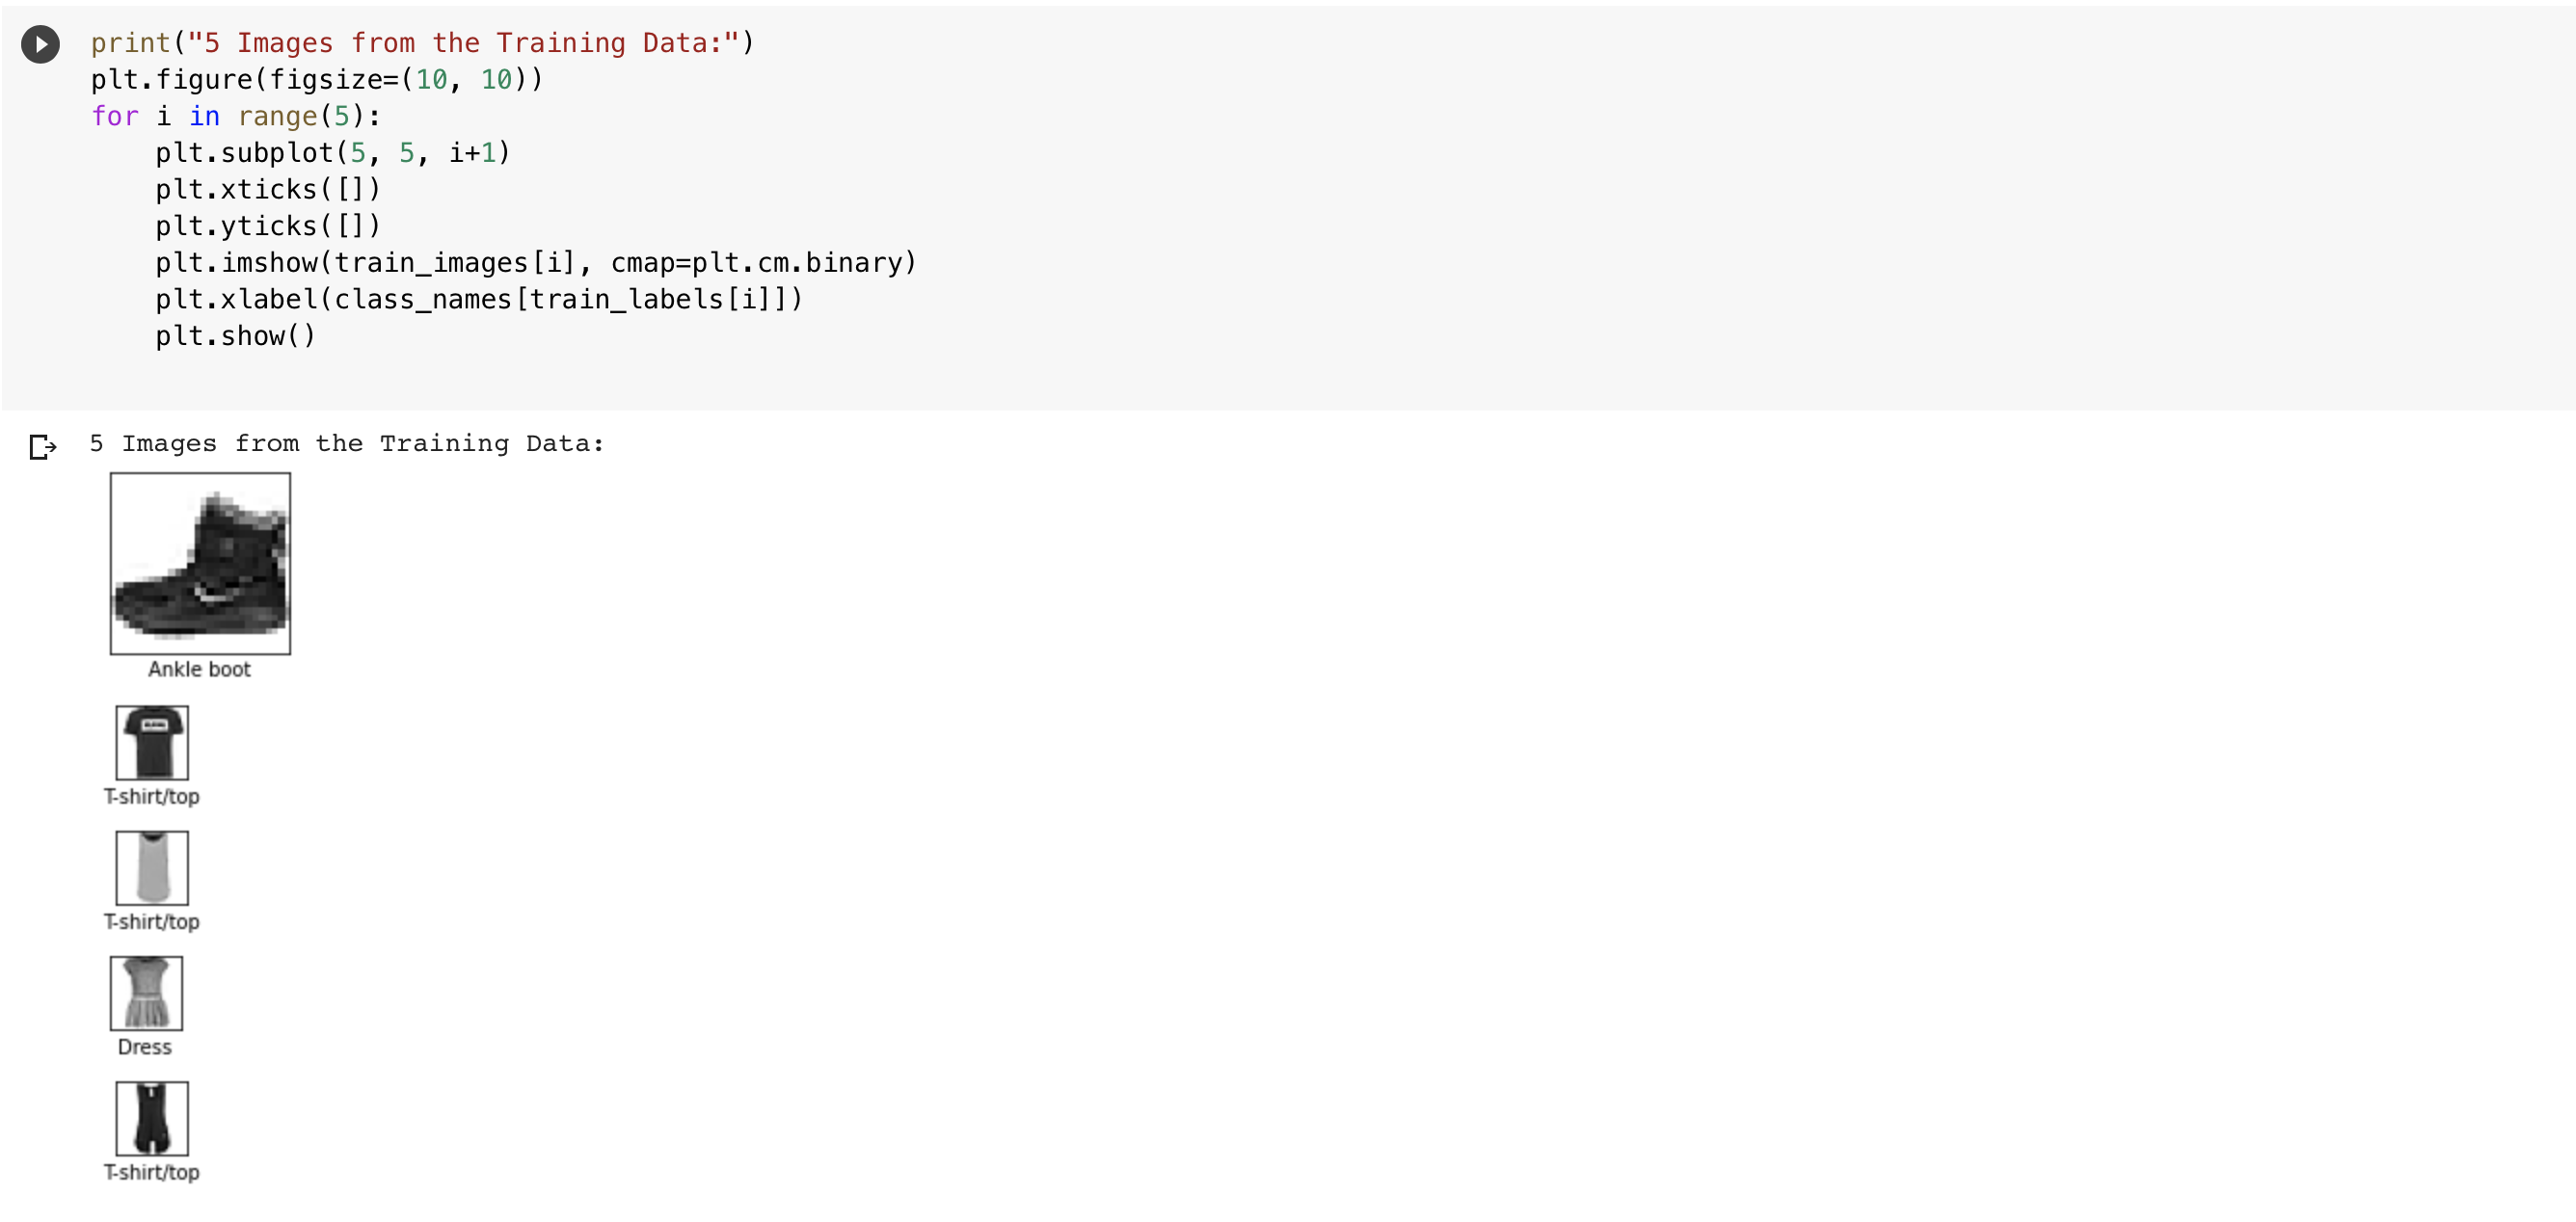 print("5 Images from the Training Data:")
plt.figure(figsize=(10, 10))
for i in range(5):
    plt.subplot(5, 5, i+1)
    plt.xticks([])
    plt.yticks([])
    plt.imshow(train_images[i], cmap=plt.cm.binary)
    plt.xlabel(class_names[train_labels[i]])
    plt.show()
5 Images from the Training Data:
Ankle boot
T-shirt/top
T-shirt/top
Dress
T-shirt/top